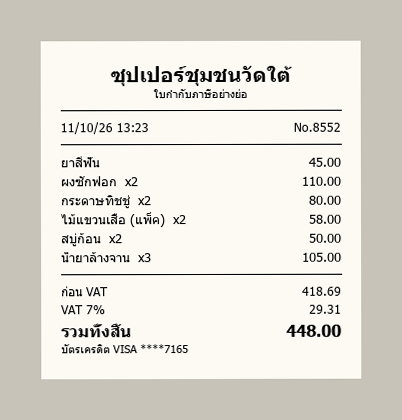 ซุปเปอร์ชุมชนวัดใต้
ใบกำกับภาษีอย่างย่อ
11/10/26 13:23 No.8552
ยาสีฟัน 45.00
ผงซักฟอก x2 110.00
กระดาษทิชชู่ x2 80.00
ไม้แขวนเสื้อ (แพ็ค) x2 58.00
สบู่ก้อน x2 50.00
น้ำยาล้างจาน x3 105.00
ก่อน VAT 418.69
VAT 7% 29.31
รวมทั้งสิ้น 448.00
บัตรเครดิต VISA ****7165